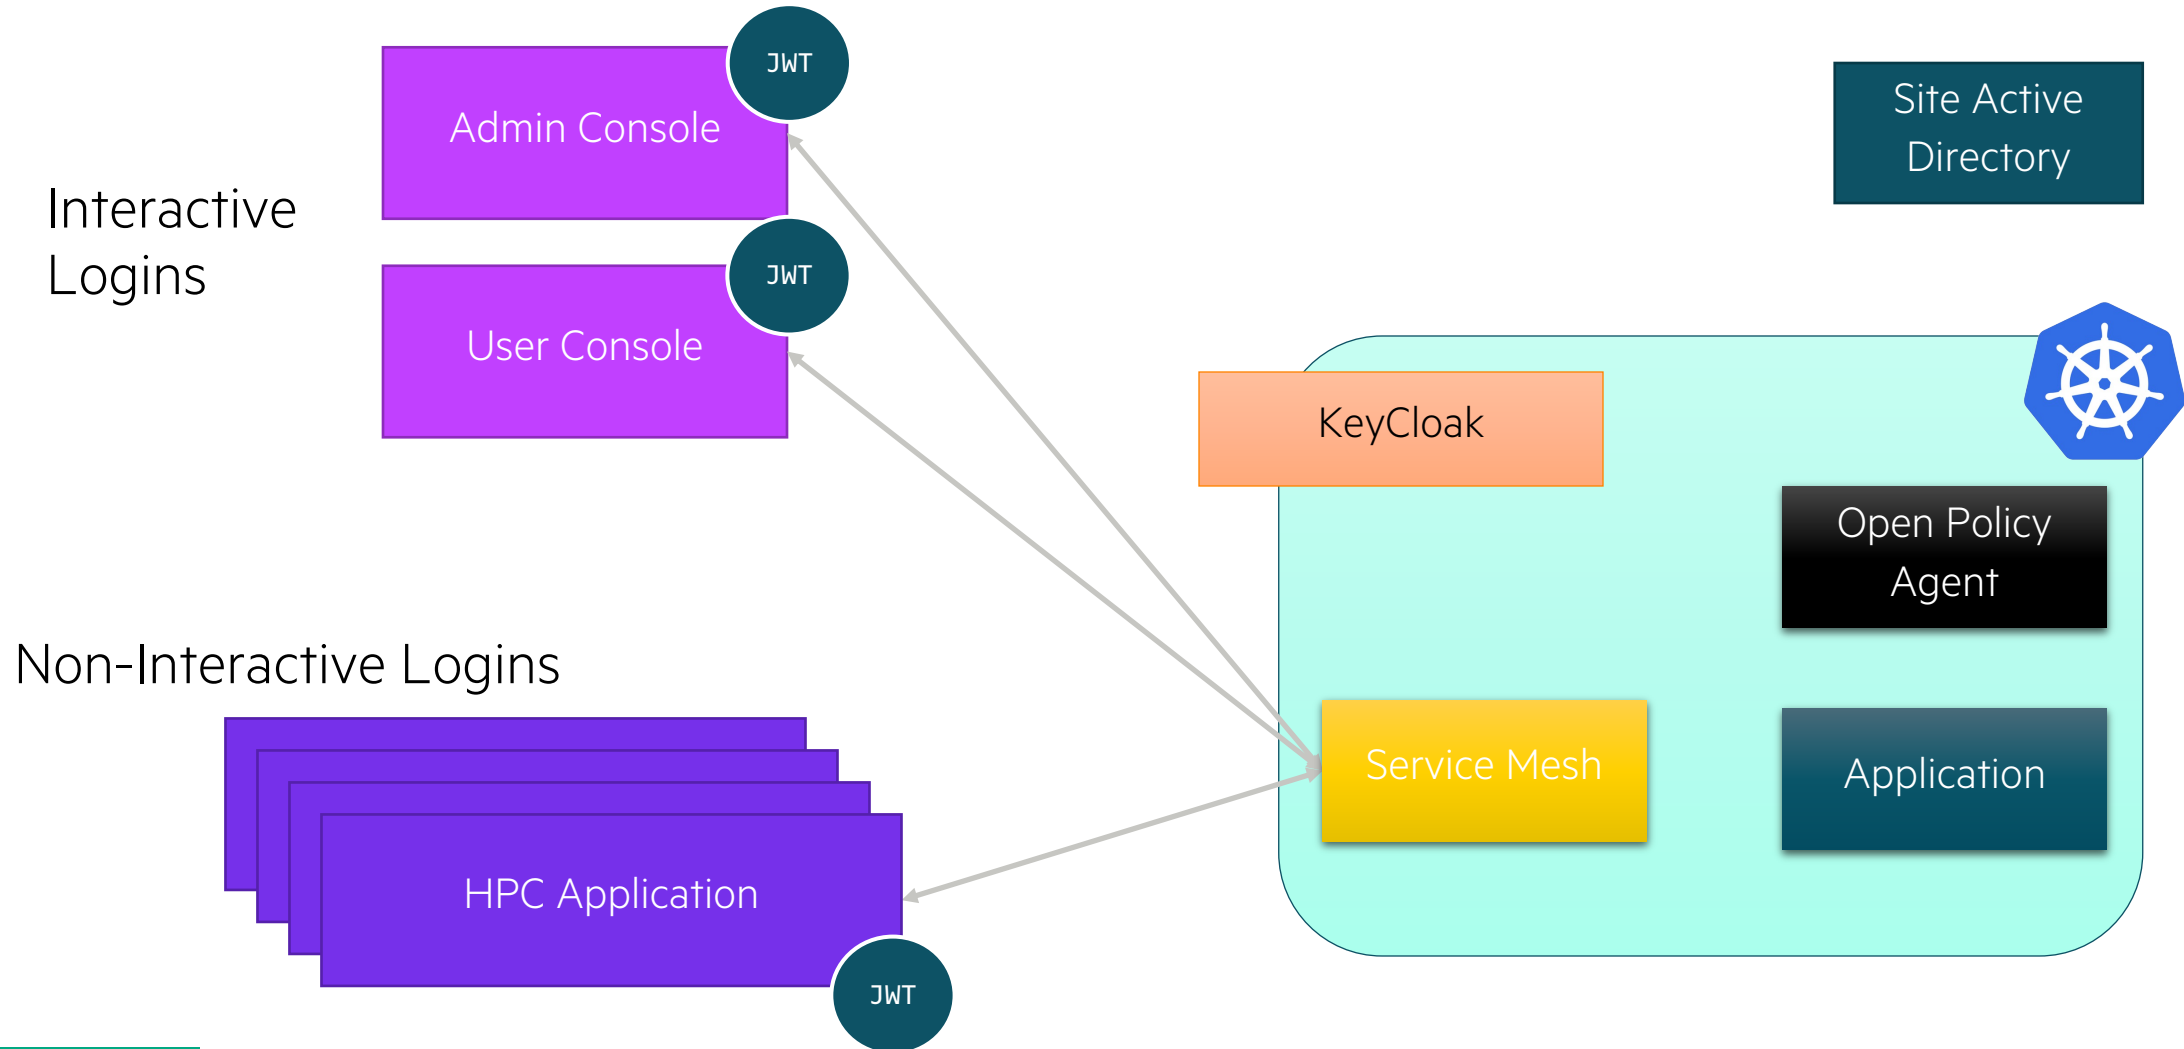 JWT
Admin Console
Site Active
Directory
Interactive
Logins
JWT
User Console
KeyCloak
Open Policy
Agent
Non-Interactive Logins
Service Mesh
Application
HPC Application
JWT